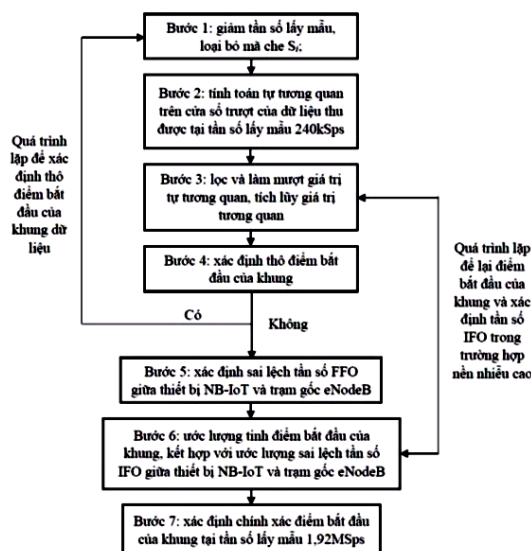 Bước 1: giảm tần số lấy mẫu,
loại bỏ mã che Sᵢ;
Bước 2: tính toán tự tương quan
trên cửa sổ trượt của dữ liệu thu
được tại tần số lấy mẫu 240kSps
Quá trình
lặp để xác
định thô
điểm bắt
đầu của
khung dữ
liệu
Bước 3: lọc và làm mượt giá trị
tự tương quan, tích lũy giá trị
tương quan
Bước 4: xác định thô điểm bắt
đầu của khung
Có
Không
Quá trình lặp
để lại điểm
bắt đầu của
khung và xác
định tần số
IFO trong
trường hợp
nền nhiễu cao
Bước 5: xác định sai lệch tần số FFO
giữa thiết bị NB-IoT và trạm gốc eNodeB
Bước 6: ước lượng tinh điểm bắt đầu của
khung, kết hợp với ước lượng sai lệch tần số
IFO giữa thiết bị NB-IoT và trạm gốc eNodeB
Bước 7: xác định chính xác điểm bắt đầu
của khung tại tần số lấy mẫu 1,92MSps